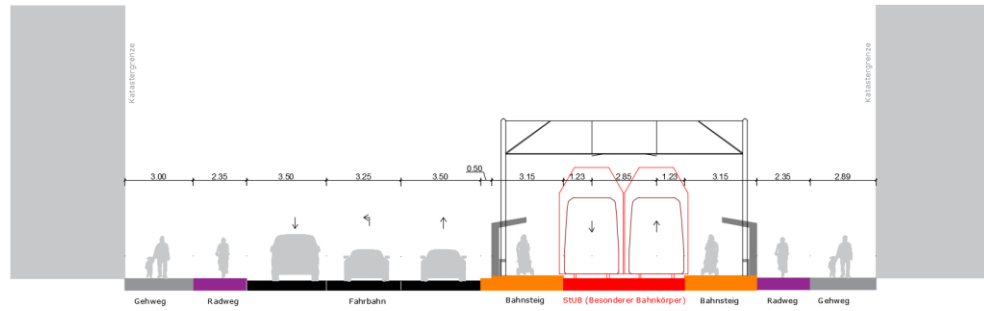 Katastergrenze
Katastergrenze
3.00 2.35 3.50 3.25 3.50 0.50 3.15 1.23 2.85 1.23 3.15 2.35 2.89
Gehweg Radweg Fahrbahn Bahnsteig StUB (Besonderer Bahnkörper) Bahnsteig Radweg Gehweg